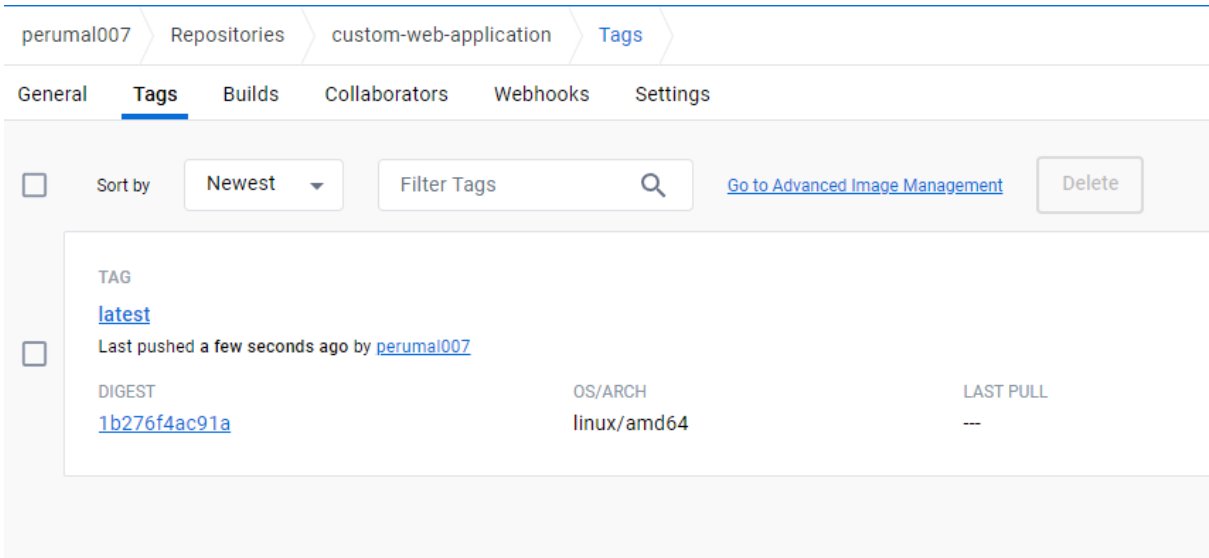 perumal007 Repositories custom-web-application Tags
General Tags Builds Collaborators Webhooks Settings
Sort by Newest Filter Tags Go to Advanced Image Management Delete
TAG
latest
Last pushed a few seconds ago by perumal007
DIGEST OS/ARCH LAST PULL
1b276f4ac91a linux/amd64 ---